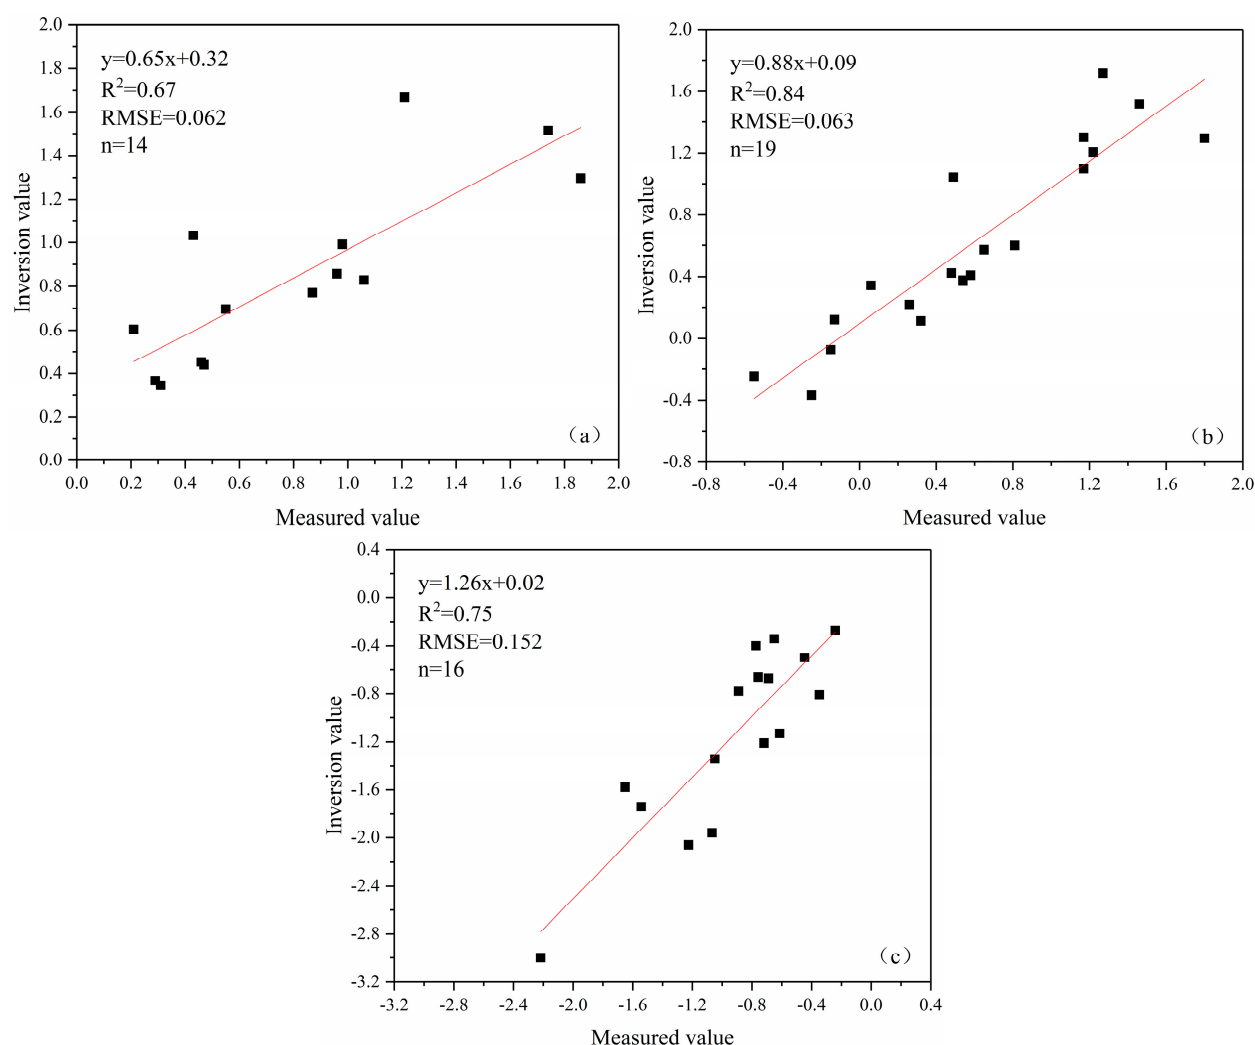 2.0
1.8
1.6
1.4
1.2
1.0
0.8
0.6
0.4
0.2
0.0
Inversion value
y=0.65x+0.32
R²=0.67
RMSE=0.062
n=14
（a）
0.0 0.2 0.4 0.6 0.8 1.0 1.2 1.4 1.6 1.8 2.0
Measured value
2.0
1.6
1.2
0.8
0.4
0.0
-0.4
-0.8
Inversion value
y=0.88x+0.09
R²=0.84
RMSE=0.063
n=19
（b）
-0.8 -0.4 0.0 0.4 0.8 1.2 1.6 2.0
Measured value
0.4
0.0
-0.4
-0.8
-1.2
-1.6
-2.0
-2.4
-2.8
-3.2
Inversion value
y=1.26x+0.02
R²=0.75
RMSE=0.152
n=16
（c）
-3.2 -2.8 -2.4 -2.0 -1.6 -1.2 -0.8 -0.4 0.0 0.4
Measured value